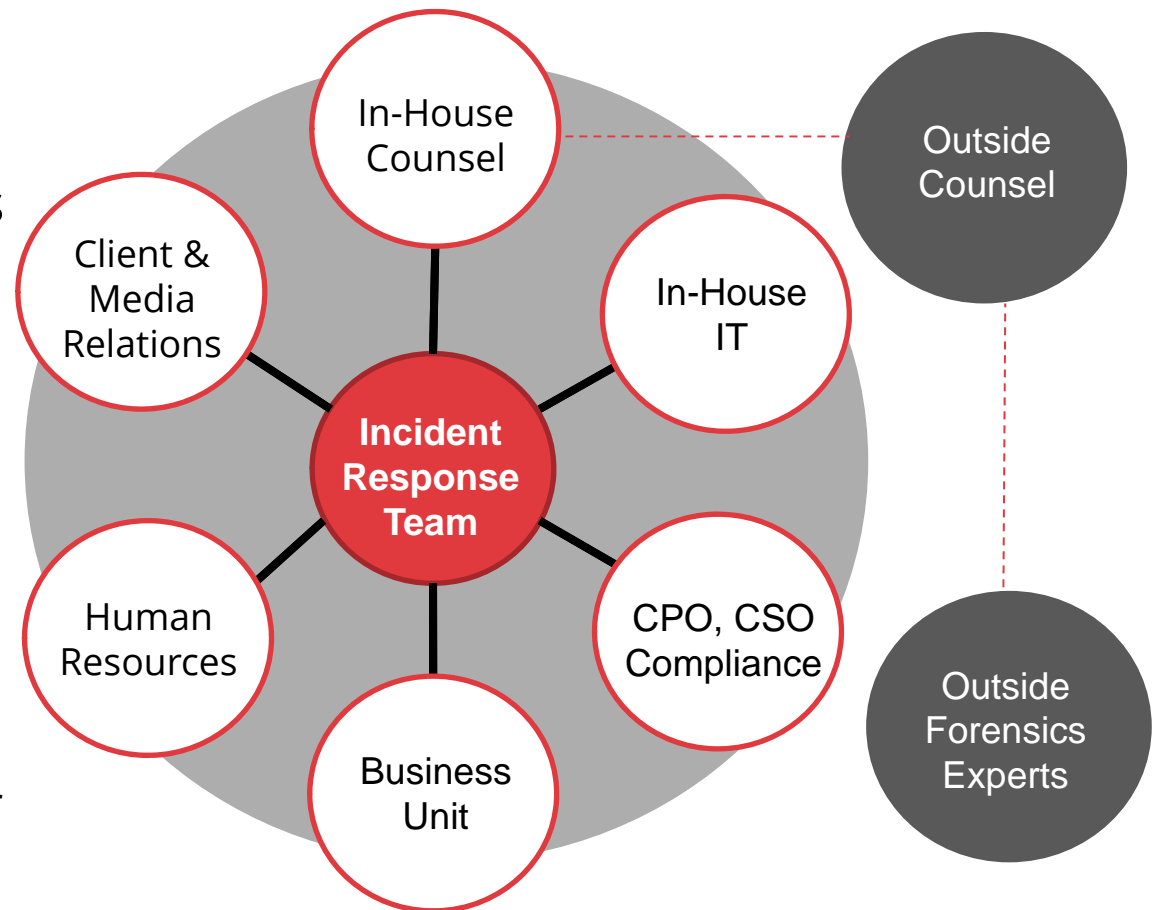 In-House
Counsel
Outside
Counsel
Client &
Media
Relations
In-House
IT
Incident
Response
Team
Human
Resources
CPO, CSO
Compliance
Business
Unit
Outside
Forensics
Experts